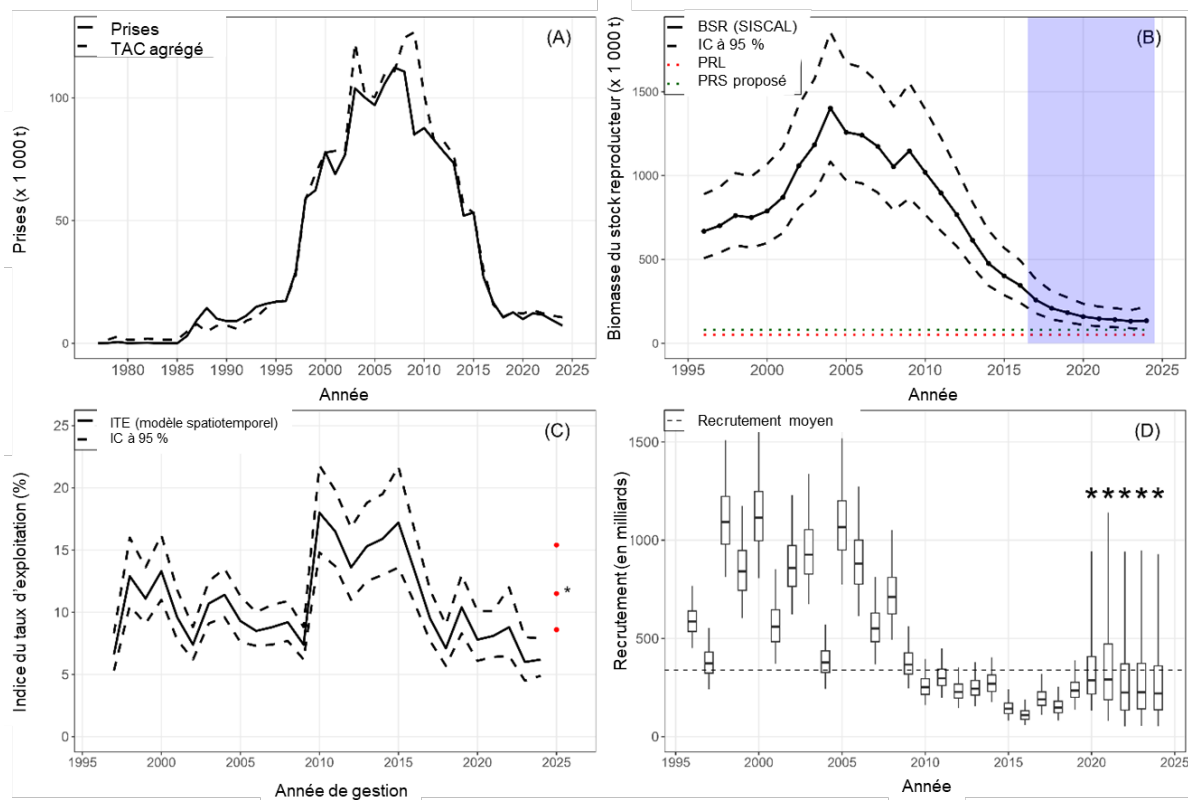 Prises
TAC agrégé
(A)
Prises (x 1 000 t)
100
50
0
1980 1985 1990 1995 2000 2005 2010 2015 2020 2025
Année
BSR (SISCAL)
IC à 95 %
PRL
PRS proposé
(B)
Biomasse du stock reproducteur (x 1 000 t)
1500
1000
500
0
1995 2000 2005 2010 2015 2020 2025
Année
ITE (modèle spatiotemporel)
IC à 95 %
(C)
Indice du taux d'exploitation (%)
25
20
15
10
5
0
*
1995 2000 2005 2010 2015 2020 2025
Année de gestion
Recrutement moyen
(D)
Recrutement (en milliards)
1500
1000
500
0
* * * * *
1995 2000 2005 2010 2015 2020 2025
Année